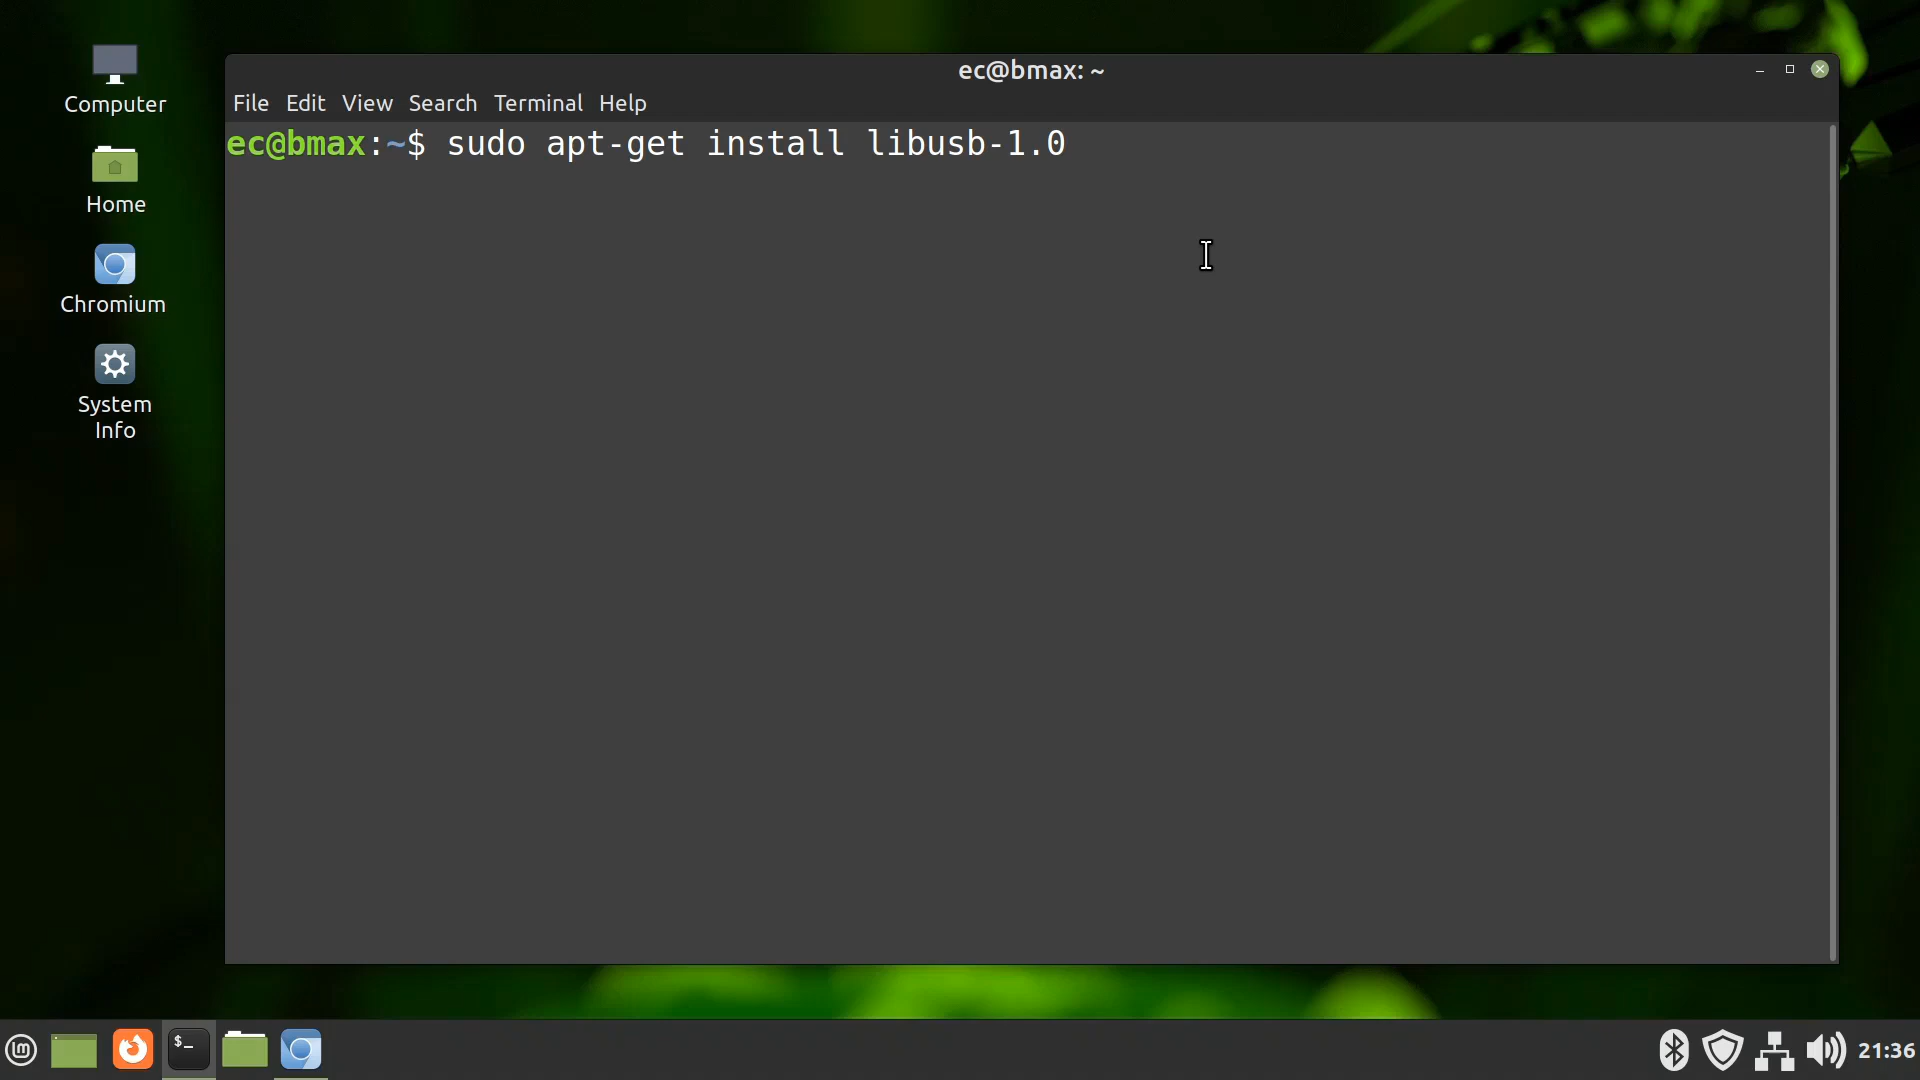 ec@bmax: ~
File Edit View Search Terminal Help
ec@bmax:~$ sudo apt-get install libusb-1.0
Computer
Home
Chromium
System
Info
$_
21:36